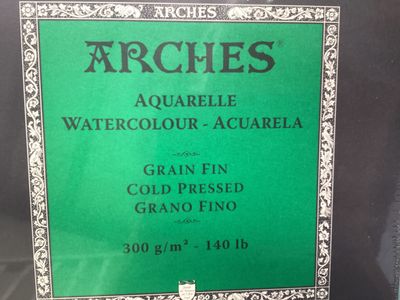 ARCHES
ARCHES®
AQUARELLE
WATERCOLOUR - ACUARELA
GRAIN FIN
COLD PRESSED
GRANO FINO
300 g/m² - 140 lb